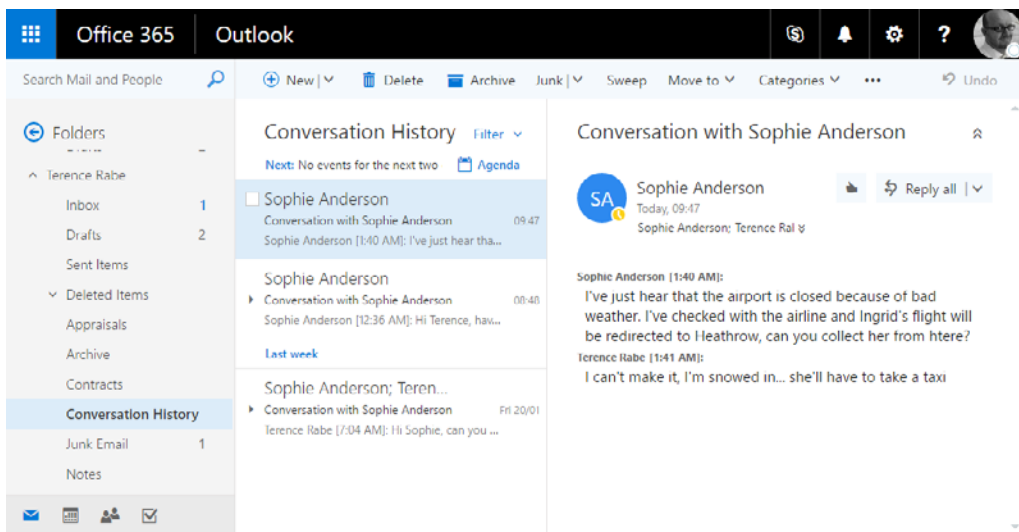 Office 365 Outlook ?
Search Mail and People New Delete Archive Junk Sweep Move to Categories ... Undo
Folders
Terence Rabe
Inbox 1
Drafts 2
Sent Items
Deleted Items
Appraisals
Archive
Contracts
Conversation History
Junk Email 1
Notes
Conversation History Filter
Next: No events for the next two Agenda
Sophie Anderson
Conversation with Sophie Anderson 09:47
Sophie Anderson [1:40 AM]: I've just hear tha...
Sophie Anderson
Conversation with Sophie Anderson 08:48
Sophie Anderson [12:36 AM]: Hi Terence, hav...
Last week
Sophie Anderson; Teren...
Conversation with Sophie Anderson Fri 20/01
Terence Rabe [7:04 AM]: Hi Sophie, can you ...
Conversation with Sophie Anderson
SA
Sophie Anderson
Reply all
Today, 09:47
Sophie Anderson; Terence Ral
Sophie Anderson [1:40 AM]:
I've just hear that the airport is closed because of bad
weather. I've checked with the airline and Ingrid's flight will
be redirected to Heathrow, can you collect her from htere?
Terence Rabe [1:41 AM]:
I can't make it, I'm snowed in... she'll have to take a taxi